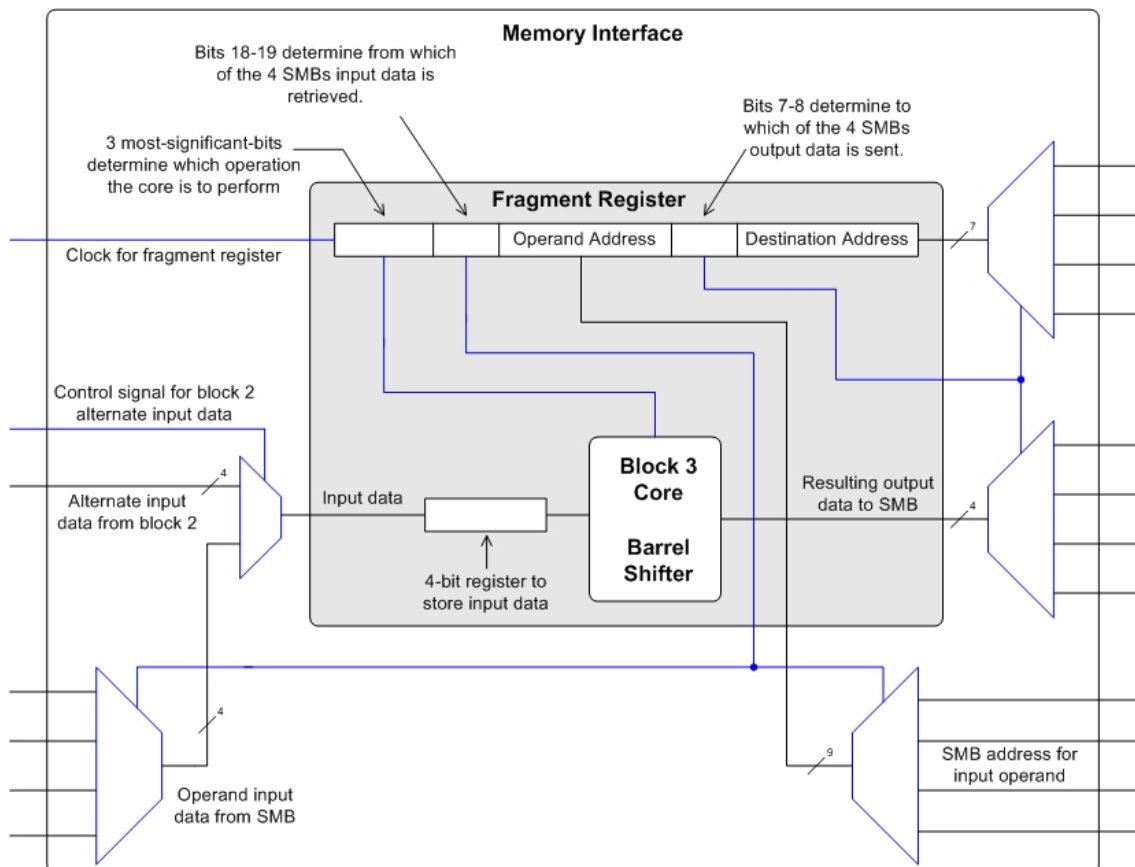 Memory Interface
Bits 18-19 determine from which
of the 4 SMBs input data is
retrieved.
Bits 7-8 determine to
which of the 4 SMBs
output data is sent.
3 most-significant-bits
determine which operation
the core is to perform
Fragment Register
Operand Address
Destination Address
7
Clock for fragment register
Control signal for block 2
alternate input data
4
Alternate input
data from block 2
Input data
4-bit register to
store input data
Block 3
Core
Barrel
Shifter
Resulting output
data to SMB
4
4
Operand input
data from SMB
9
SMB address for
input operand